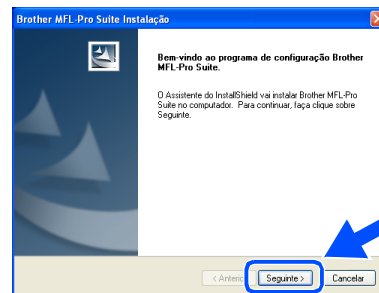 Brother MFL-Pro Suite Instalação
Bem-vindo ao programa de configuração Brother
MFL-Pro Suite.
O Assistente do InstallShield vai instalar Brother MFL-Pro
Suite no computador. Para continuar, faça clique sobre
Seguinte.
Seguinte >
Cancelar